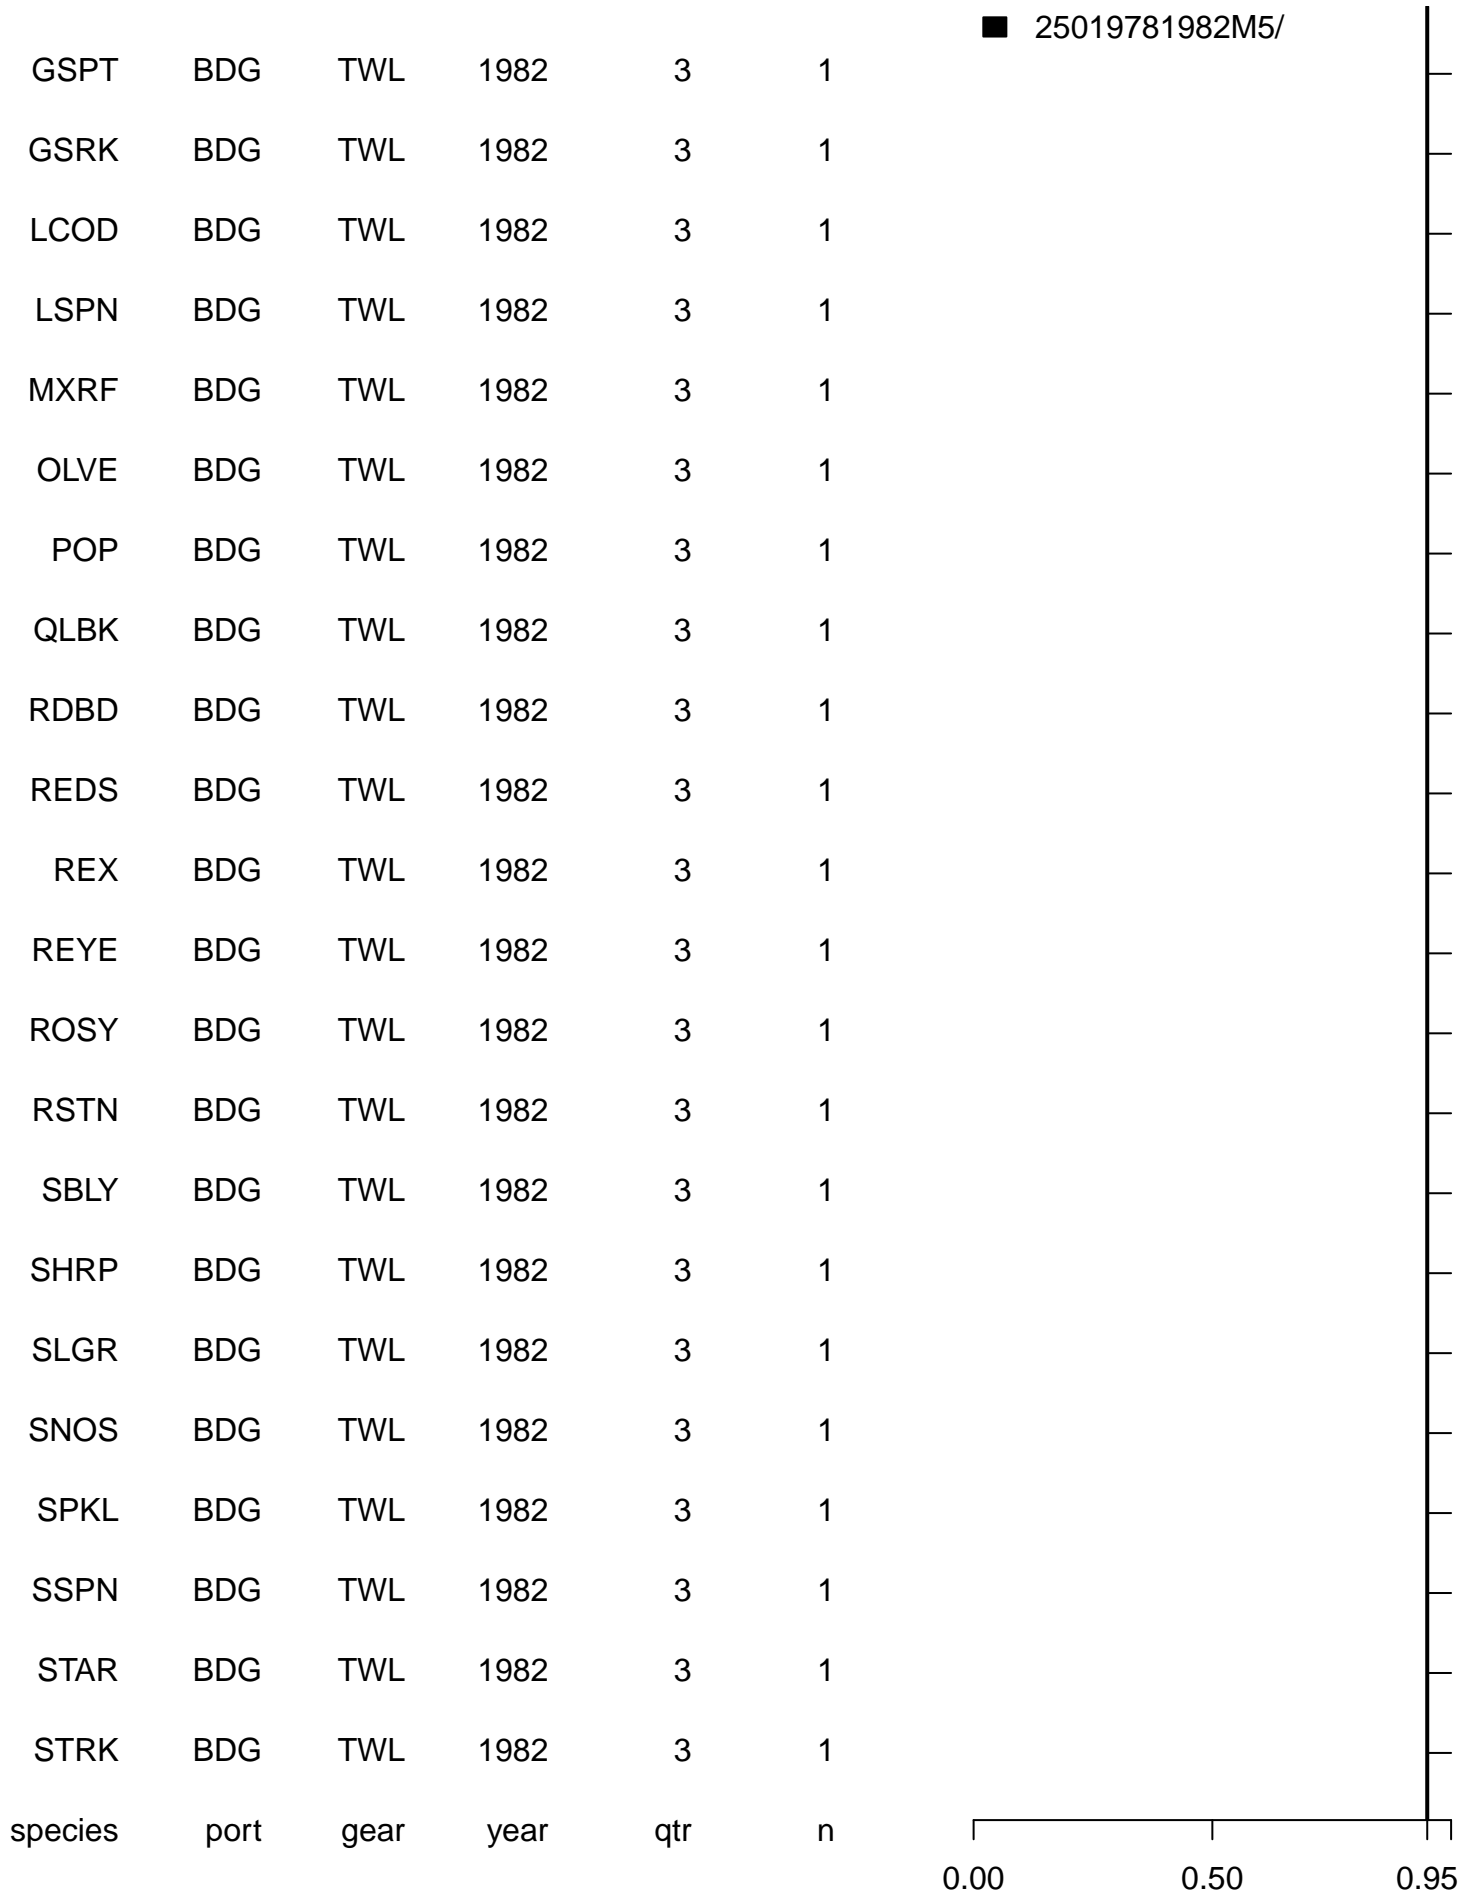 25019781982M5/
GSPT BDG TWL 1982 3 1
GSRK BDG TWL 1982 3 1
LCOD BDG TWL 1982 3 1
LSPN BDG TWL 1982 3 1
MXRF BDG TWL 1982 3 1
OLVE BDG TWL 1982 3 1
POP BDG TWL 1982 3 1
QLBK BDG TWL 1982 3 1
RDBD BDG TWL 1982 3 1
REDS BDG TWL 1982 3 1
REX BDG TWL 1982 3 1
REYE BDG TWL 1982 3 1
ROSY BDG TWL 1982 3 1
RSTN BDG TWL 1982 3 1
SBLY BDG TWL 1982 3 1
SHRP BDG TWL 1982 3 1
SLGR BDG TWL 1982 3 1
SNOS BDG TWL 1982 3 1
SPKL BDG TWL 1982 3 1
SSPN BDG TWL 1982 3 1
STAR BDG TWL 1982 3 1
STRK BDG TWL 1982 3 1
species port gear year qtr n
0.00 0.50 0.95